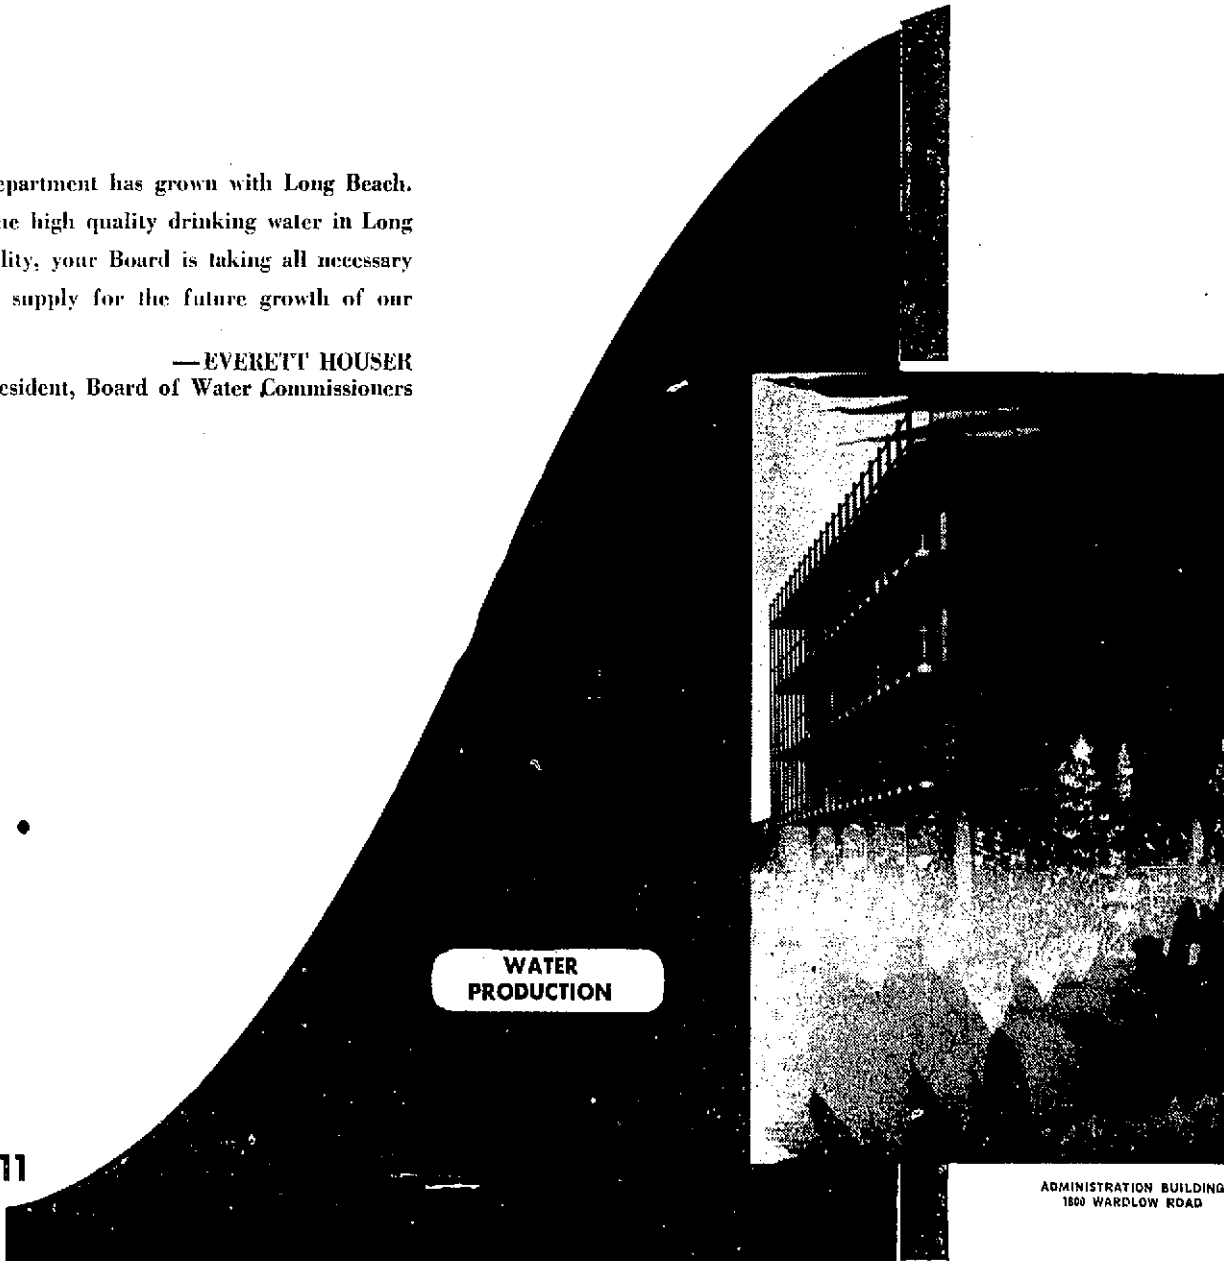 epartment has grown with Long Beach.
ne high quality drinking water in Long
lity, your Board is taking all necessary
supply for the future growth of our
—EVERETT HOUSER
esident, Board of Water Commissioners
WATER
PRODUCTION
11
ADMINISTRATION BUILDING
1800 WARDLOW ROAD